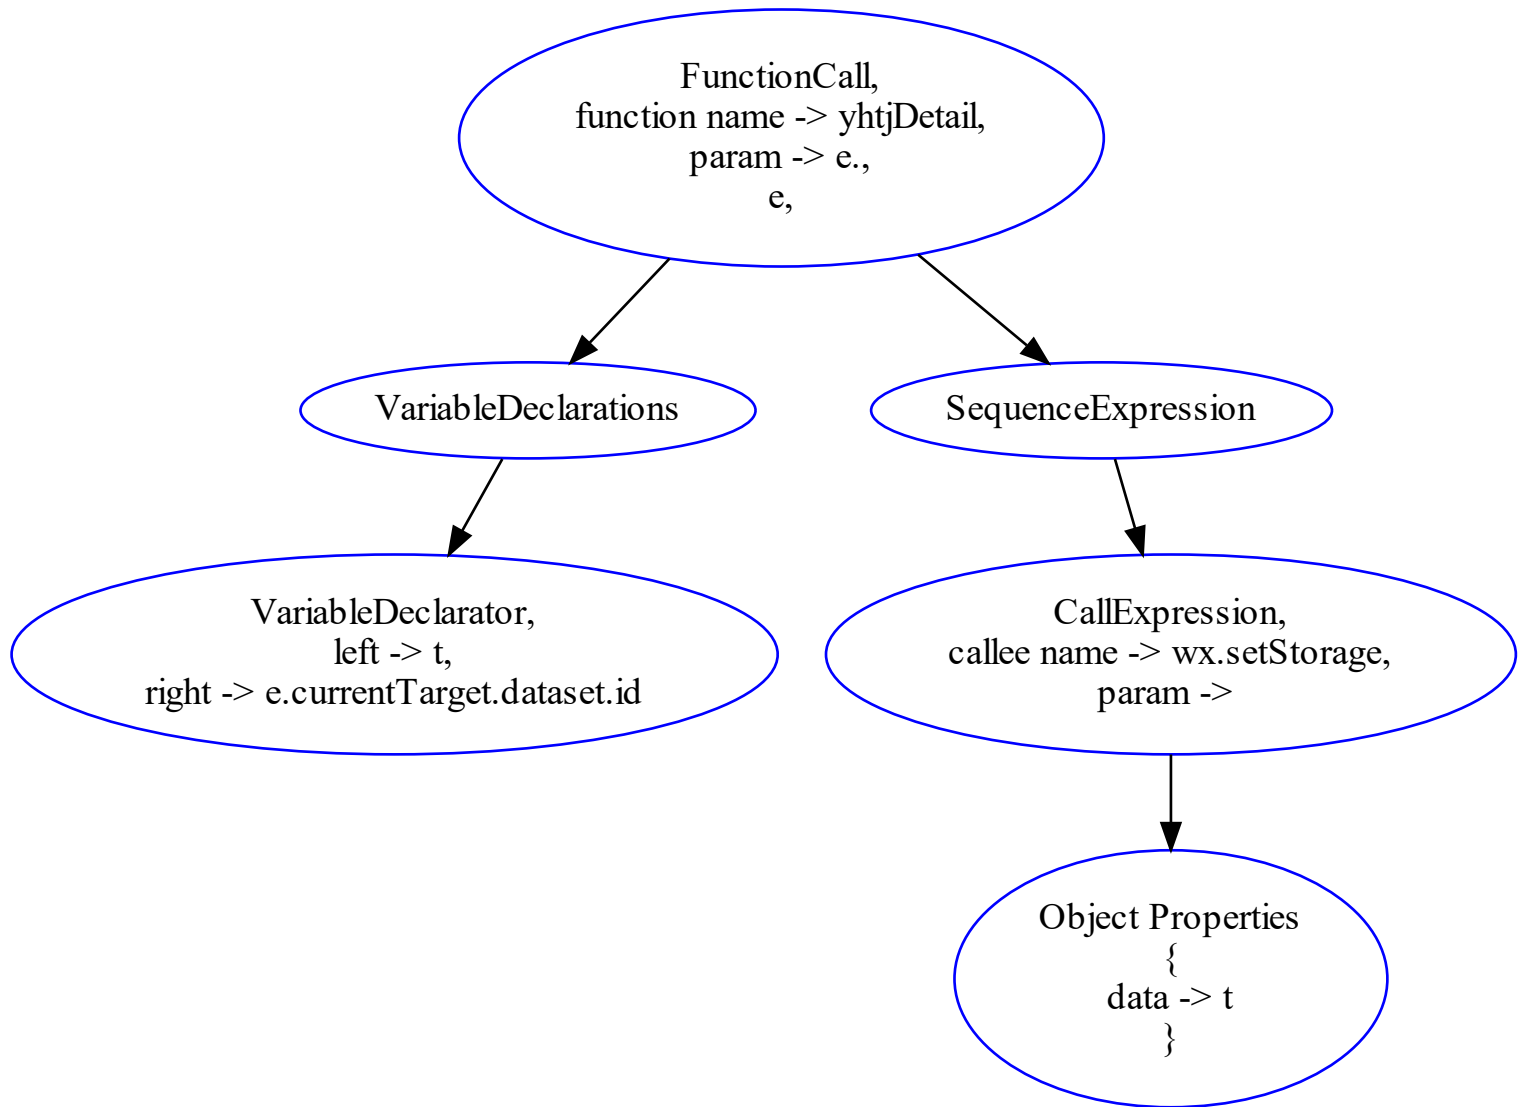 FunctionCall,
function name -> yhtjDetail,
param -> e.,
e,
VariableDeclarations
SequenceExpression
VariableDeclarator,
left -> t,
right -> e.currentTarget.dataset.id
CallExpression,
callee name -> wx.setStorage,
param ->
Object Properties
{
data -> t
}